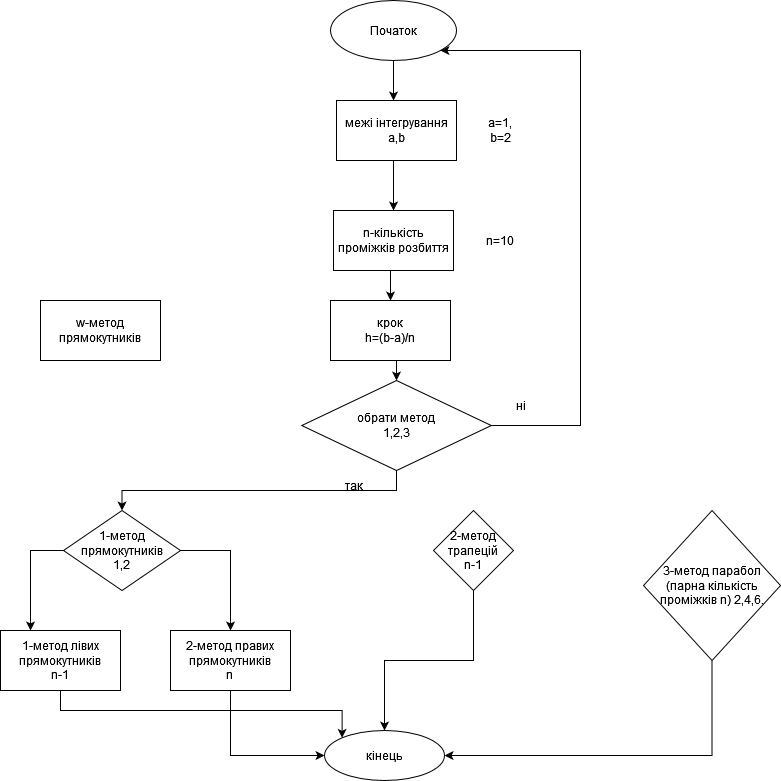 Початок
межі інтегрування
a,b
a=1,
b=2
n-кількість
проміжків розбиття
n=10
w-метод
прямокутників
крок
h=(b-a)/n
обрати метод
1,2,3
ні
так
1-метод
прямокутників
1,2
2-метод
трапецій
n-1
3-метод парабол
(парна кількість
проміжків n) 2,4,6.
1-метод лівих
прямокутників
n-1
2-метод правих
прямокутників
n
кінець